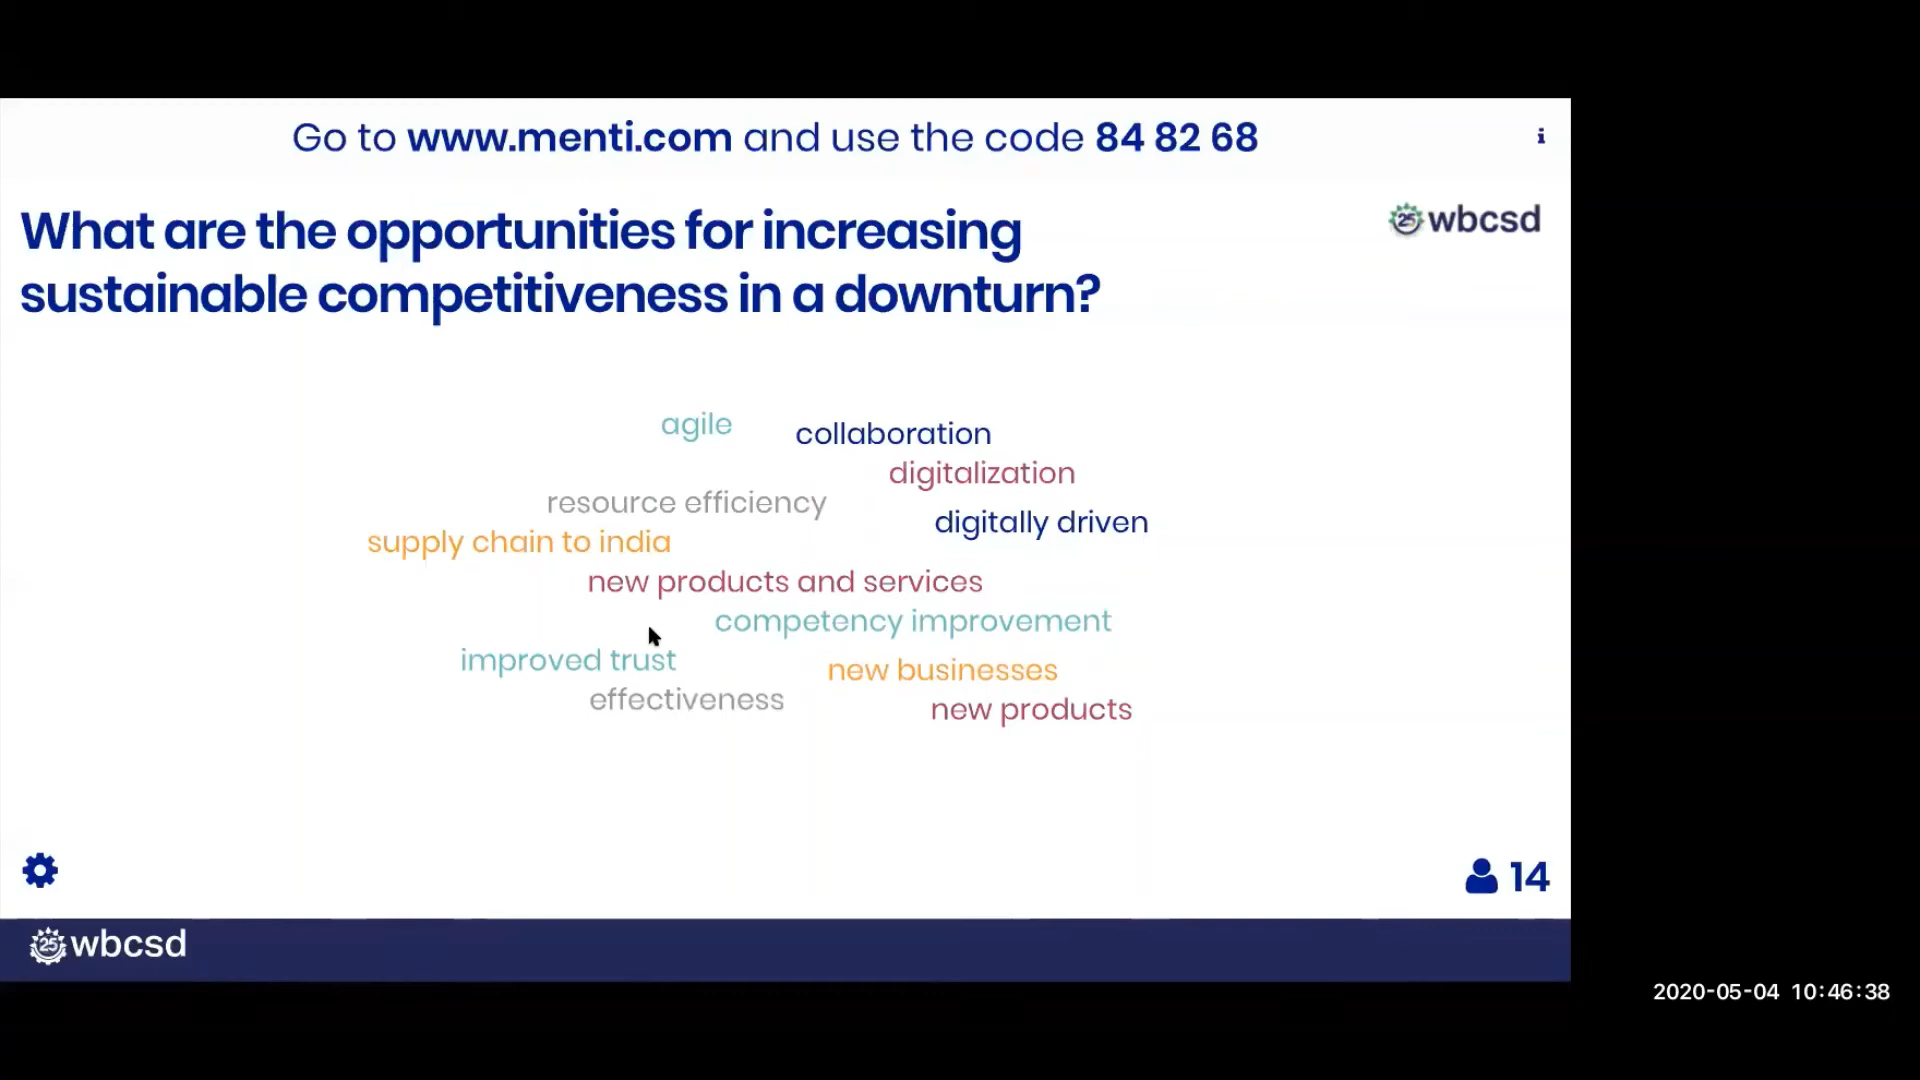 Go to www.menti.com and use the code 84 82 68
i
What are the opportunities for increasing
sustainable competitiveness in a downturn?
25 wbcsd
agile
collaboration
digitalization
resource efficiency
digitally driven
supply chain to india
new products and services
competency improvement
improved trust
new businesses
effectiveness
new products
14
25 wbcsd
2020-05-04 10:46:38